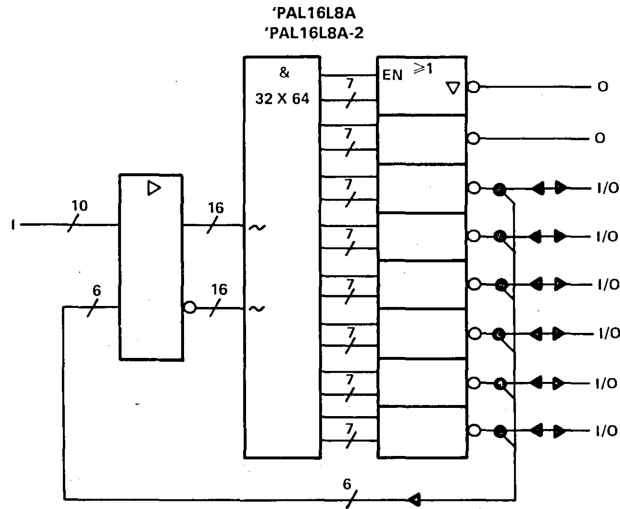 'PAL16L8A
'PAL16L8A-2
&
32 X 64
EN ≥1
▽
7
O
7
O
7
I/O
▷
I
10
16
~
7
I/O
6
16
~
7
I/O
7
I/O
7
I/O
7
I/O
6